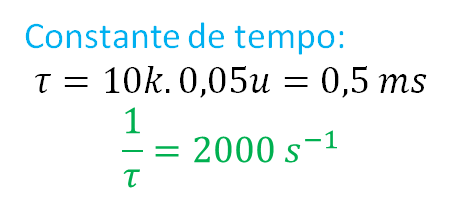 Constante de tempo:
τ = 10k. 0,05u = 0,5 ms
1/τ = 2000 s⁻¹